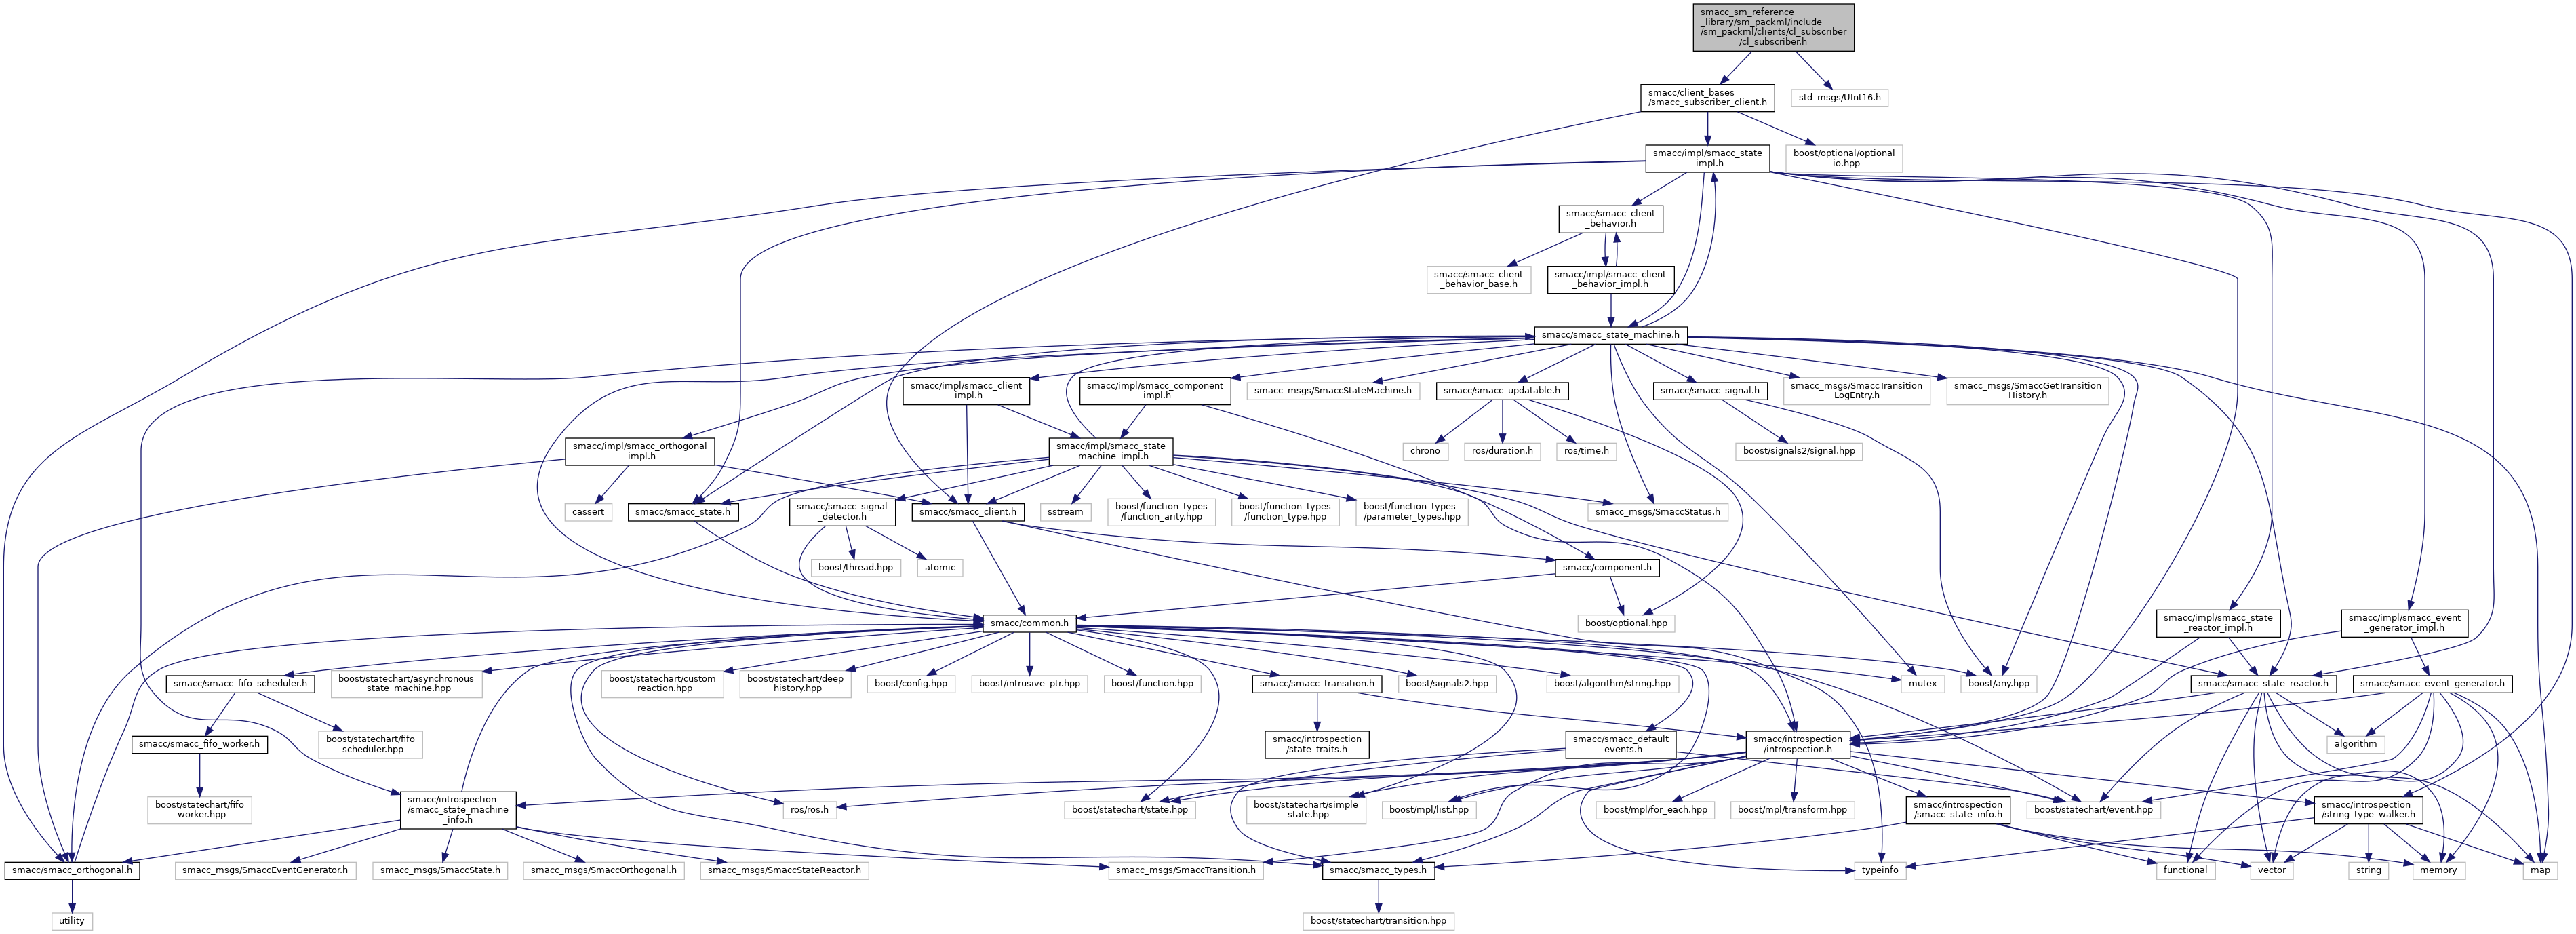 smacc_sm_reference
_library/sm_packml/include
/sm_packml/clients/cl_subscriber
/cl_subscriber.h
smacc/client_bases
/smacc_subscriber_client.h
std_msgs/UInt16.h
smacc/impl/smacc_state
_impl.h
boost/optional/optional
_io.hpp
smacc/smacc_client
_behavior.h
smacc/smacc_client
_behavior_base.h
smacc/impl/smacc_client
_behavior_impl.h
smacc/smacc_state_machine.h
smacc/impl/smacc_client
_impl.h
smacc/impl/smacc_component
_impl.h
smacc_msgs/SmaccStateMachine.h
smacc/smacc_updatable.h
smacc/smacc_signal.h
smacc_msgs/SmaccTransition
LogEntry.h
smacc_msgs/SmaccGetTransition
History.h
smacc/impl/smacc_orthogonal
_impl.h
smacc/impl/smacc_state
_machine_impl.h
chrono
ros/duration.h
ros/time.h
boost/signals2/signal.hpp
cassert
smacc/smacc_state.h
smacc/smacc_signal
_detector.h
smacc/smacc_client.h
sstream
boost/function_types
/function_arity.hpp
boost/function_types
/function_type.hpp
boost/function_types
/parameter_types.hpp
smacc_msgs/SmaccStatus.h
boost/thread.hpp
atomic
smacc/component.h
smacc/common.h
boost/optional.hpp
smacc/impl/smacc_state
_reactor_impl.h
smacc/impl/smacc_event
_generator_impl.h
smacc/smacc_fifo_scheduler.h
boost/statechart/asynchronous
_state_machine.hpp
boost/statechart/custom
_reaction.hpp
boost/statechart/deep
_history.hpp
boost/config.hpp
boost/intrusive_ptr.hpp
boost/function.hpp
smacc/smacc_transition.h
boost/signals2.hpp
boost/algorithm/string.hpp
mutex
boost/any.hpp
smacc/smacc_state_reactor.h
smacc/smacc_event_generator.h
smacc/smacc_fifo_worker.h
boost/statechart/fifo
_scheduler.hpp
smacc/introspection
/state_traits.h
smacc/smacc_default
_events.h
smacc/introspection
/introspection.h
algorithm
boost/statechart/fifo
_worker.hpp
smacc/introspection
/smacc_state_machine
_info.h
ros/ros.h
boost/statechart/state.hpp
boost/statechart/simple
_state.hpp
boost/mpl/list.hpp
boost/mpl/for_each.hpp
boost/mpl/transform.hpp
smacc/introspection
/smacc_state_info.h
boost/statechart/event.hpp
smacc/introspection
/string_type_walker.h
smacc/smacc_orthogonal.h
smacc_msgs/SmaccEventGenerator.h
smacc_msgs/SmaccState.h
smacc_msgs/SmaccOrthogonal.h
smacc_msgs/SmaccStateReactor.h
smacc_msgs/SmaccTransition.h
smacc/smacc_types.h
typeinfo
functional
vector
string
memory
map
utility
boost/statechart/transition.hpp